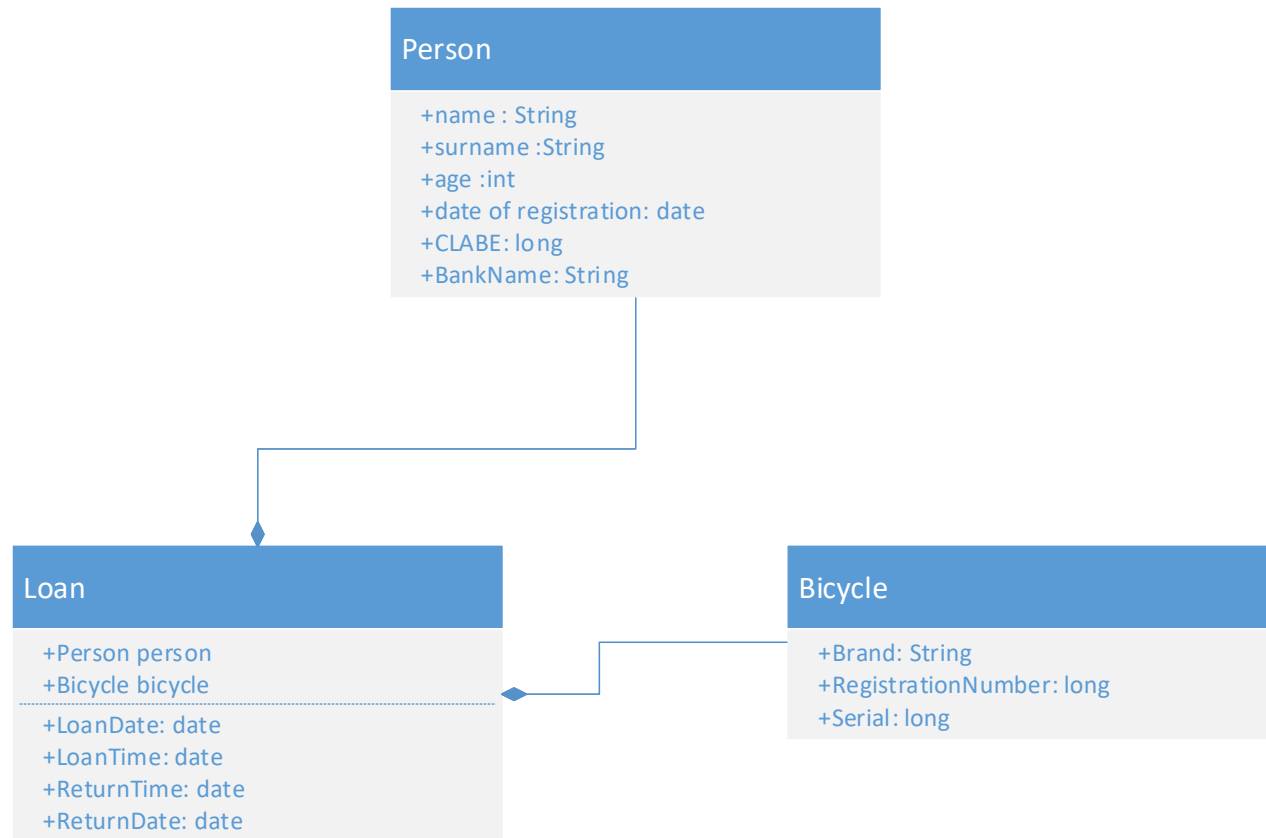 Person
+name : String
+surname :String
+age :int
+date of registration: date
+CLABE: long
+BankName: String
Loan
+Person person
+Bicycle bicycle
+LoanDate: date
+LoanTime: date
+ReturnTime: date
+ReturnDate: date
Bicycle
+Brand: String
+RegistrationNumber: long
+Serial: long